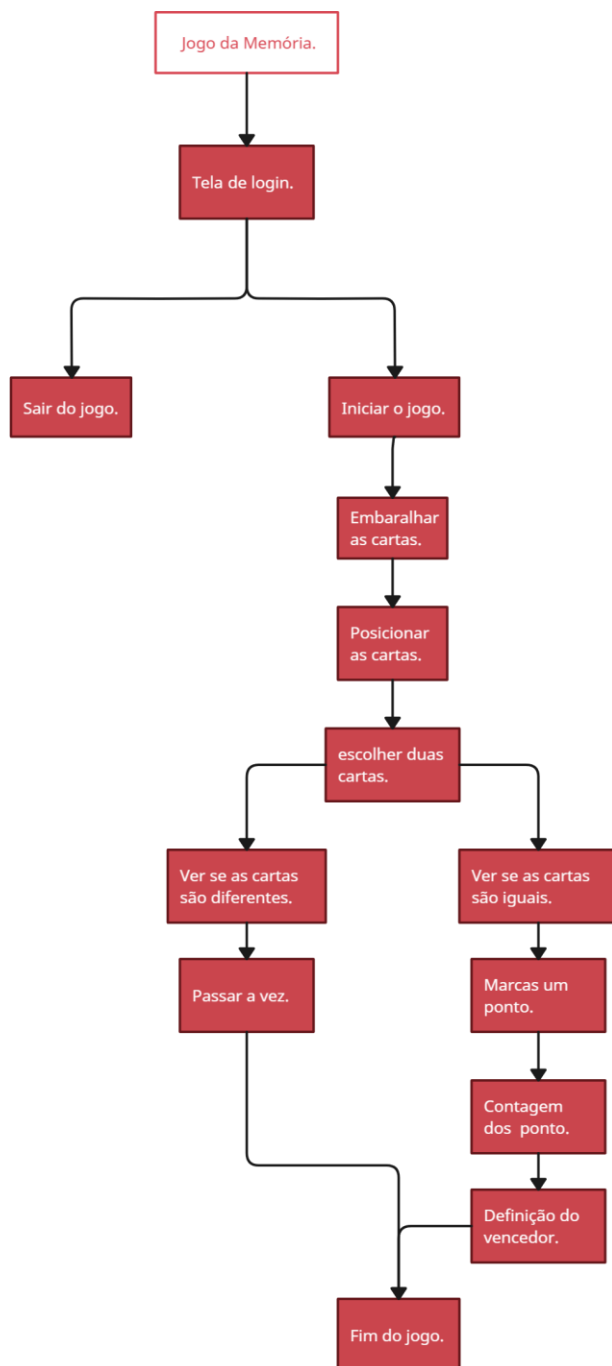 Jogo da Memória.
Tela de login.
Sair do jogo.
Iniciar o jogo.
Embaralhar
as cartas.
Posicionar
as cartas.
escolher duas
cartas.
Ver se as cartas
são diferentes.
Ver se as cartas
são iguais.
Passar a vez.
Marcas um
ponto.
Contagem
dos  ponto.
Definição do
vencedor.
Fim do jogo.